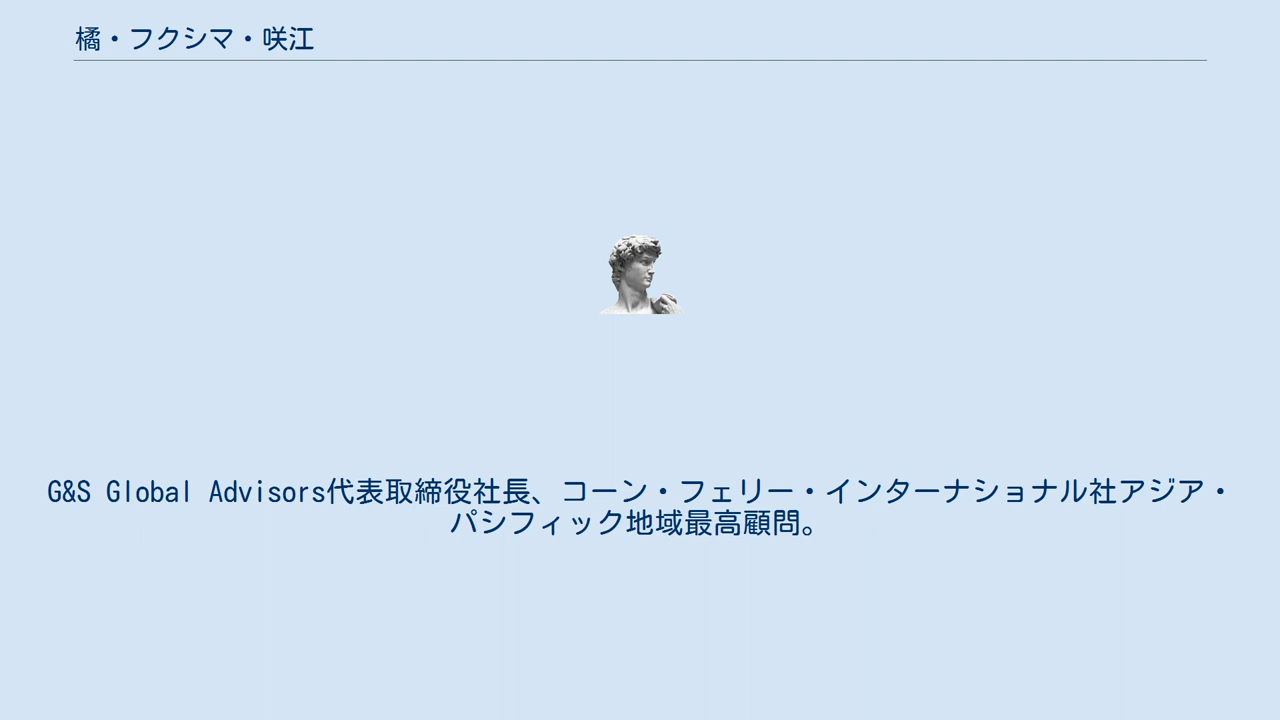 橘・フクシマ・咲江
G&S Global Advisors代表取締役社長、コーン・フェリー・インターナショナル社アジア・
パシフィック地域最高顧問。